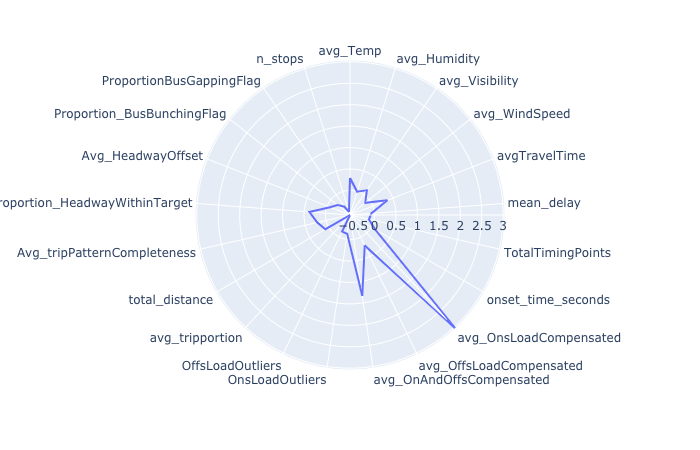 avg_Temp
n_stops
avg_Humidity
ProportionBusGappingFlag
avg_Visibility
Proportion_BusBunchingFlag
avg_WindSpeed
Avg_HeadwayOffset
avgTravelTime
roportion_HeadwayWithinTarget
mean_delay
−0.5 0 0.5 1 1.5 2 2.5 3
Avg_tripPatternCompleteness
TotalTimingPoints
total_distance
onset_time_seconds
avg_tripportion
avg_OnsLoadCompensated
OffsLoadOutliers
avg_OffsLoadCompensated
OnsLoadOutliers
avg_OnAndOffsCompensated